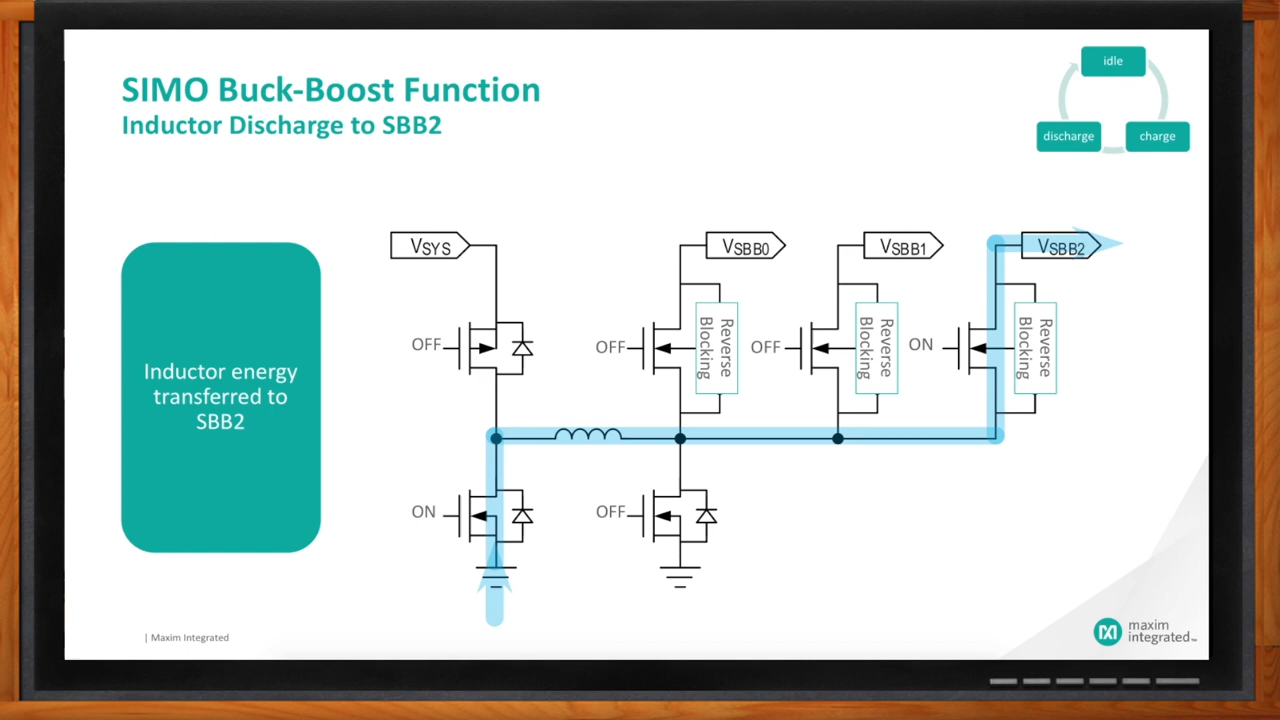 SIMO Buck-Boost Function
Inductor Discharge to SBB2
idle
discharge
charge
Inductor energy
transferred to
SBB2
VSYS
VSBB0
VSBB1
VSBB2
OFF
OFF
OFF
ON
Reverse
Blocking
Reverse
Blocking
Reverse
Blocking
ON
OFF
| Maxim Integrated
maxim
integrated™